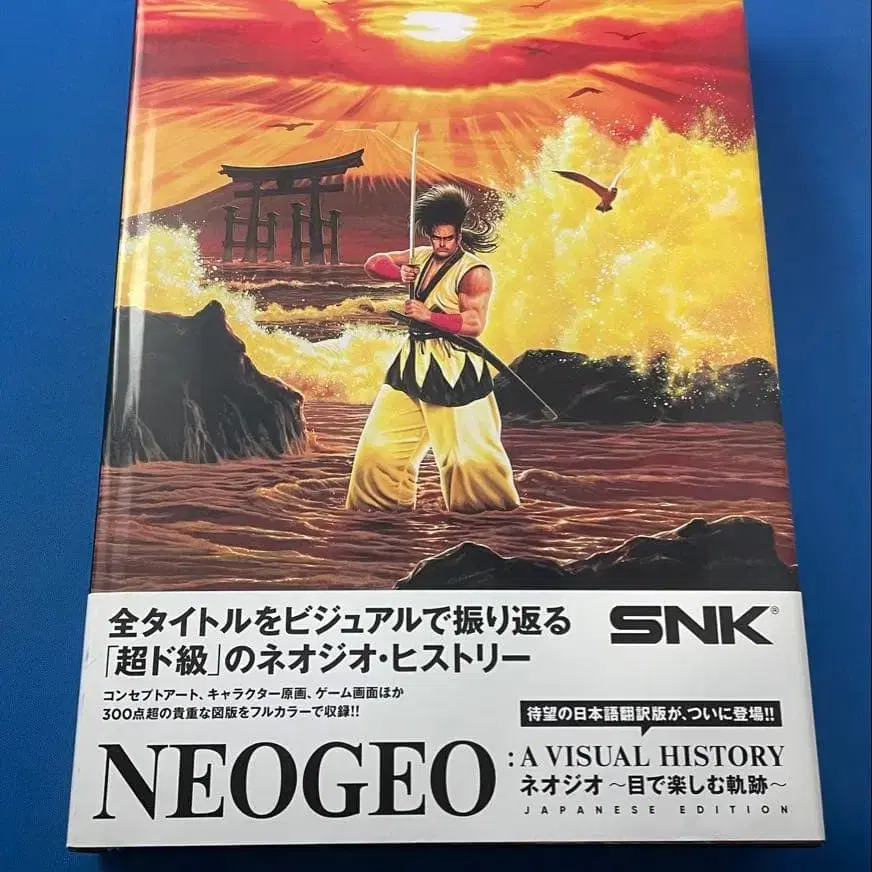 全タイトルをビジュアルで振り返る
「超ド級」のネオジオ・ヒストリー
SNK®
コンセプトアート、キャラクター原画、ゲーム画面ほか
300点超の貴重な図版をフルカラーで収録!!
待望の日本語翻訳版が、ついに登場!!
NEOGEO
: A VISUAL HISTORY
ネオジオ ～目で楽しむ軌跡～
JAPANESE EDITION